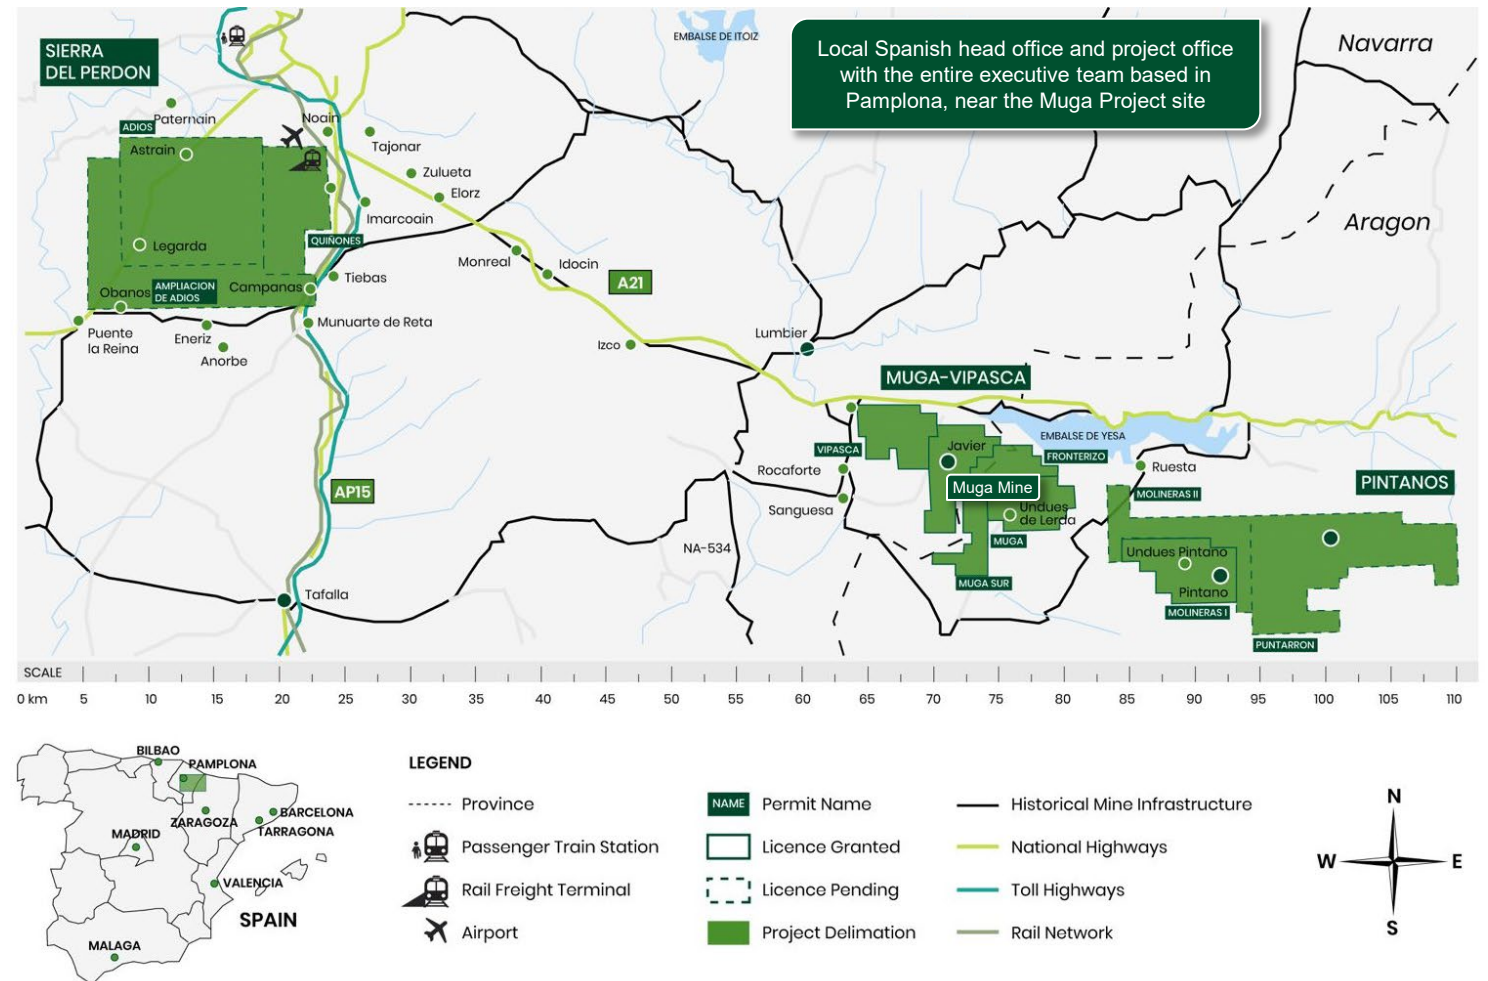 SIERRA
DEL PERDON
EMBALSE DE ITOIZ
Local Spanish head office and project office
with the entire executive team based in
Pamplona, near the Muga Project site
Navarra
Aragon
Paternain
ADIOS
Astrain
Noain
Tajonar
Zulueta
Elorz
Imarcoain
Legarda
QUIÑONES
Monreal
Idocin
A21
Obanos
AMPLIACION
DE ADIOS
Campanas
Tiebas
Puente
la Reina
Eneriz
Anorbe
Munuarte de Reta
Izco
Lumbier
MUGA-VIPASCA
EMBALSE DE YESA
VIPASCA
Javier
FRONTERIZO
Rocaforte
Ruesta
PINTANOS
AP15
Muga Mine
MOLINERAS II
Sanguesa
Undues
de Lerda
MUGA
NA-534
Undues Pintano
MUGA SUR
Pintano
MOLINERAS I
Tafalla
PUNTARRON
SCALE
0 km 5 10 15 20 25 30 35 40 45 50 55 60 65 70 75 80 85 90 95 100 105 110
BILBAO
PAMPLONA
BARCELONA
ZARAGOZA
TARRAGONA
MADRID
VALENCIA
SPAIN
MALAGA
LEGEND
Province
Passenger Train Station
Rail Freight Terminal
Airport
NAME Permit Name
Licence Granted
Licence Pending
Project Delimation
Historical Mine Infrastructure
National Highways
Toll Highways
Rail Network
N
W E
S